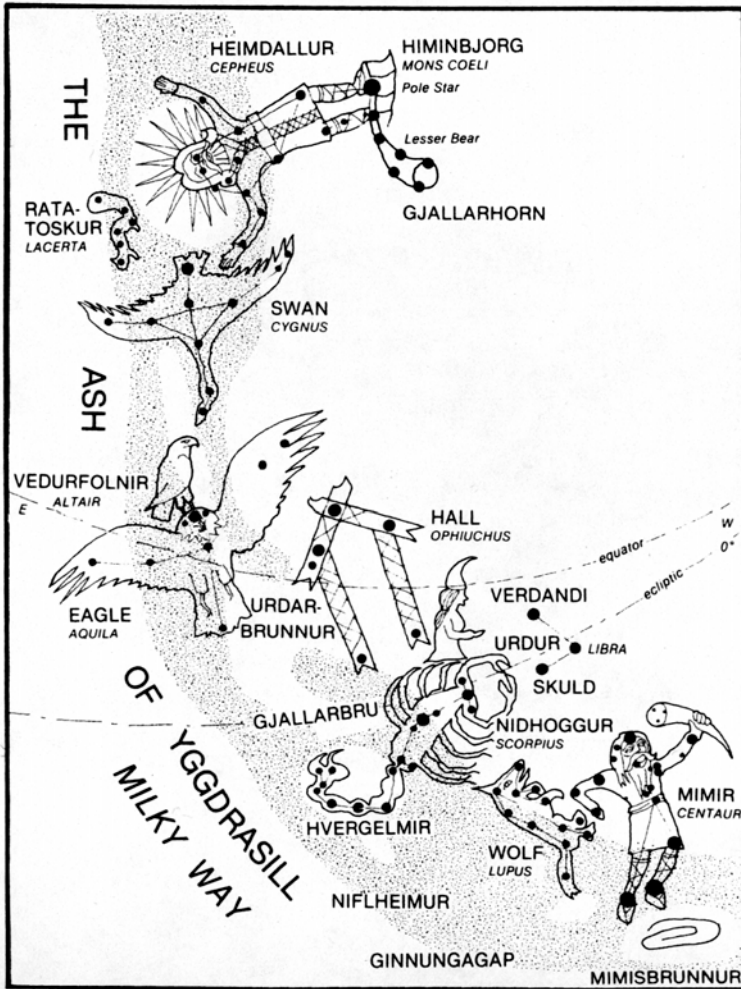 THE
ASH
OF YGGDRASILL
MILKY WAY
HEIMDALLUR
CEPHEUS
HIMINBJORG
MONS COELI
Pole Star
Lesser Bear
GJALLARHORN
RATA-
TOSKUR
LACERTA
SWAN
CYGNUS
VEDURFOLNIR
ALTAIR
E
HALL
OPHIUCHUS
equator
W
0°
ecliptic
VERDANDI
EAGLE
AQUILA
URDAR-
BRUNNUR
URDUR
LIBRA
SKULD
GJALLARBRU
NIDHOGGUR
SCORPIUS
MIMIR
CENTAUR
HVERGELMIR
WOLF
LUPUS
NIFLHEIMUR
GINNUNGAGAP
MIMISBRUNNUR